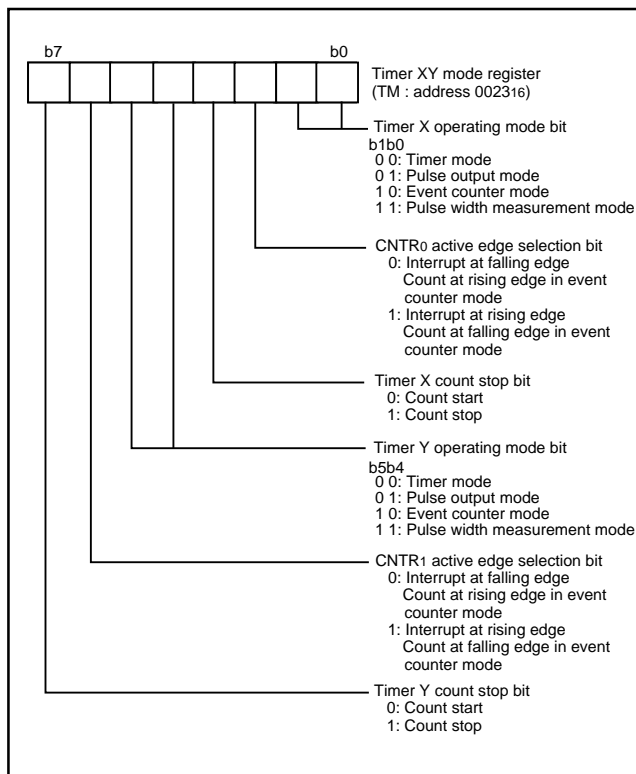 b7 b0
Timer XY mode register
(TM : address 002316)
Timer X operating mode bit
b1b0
0 0: Timer mode
0 1: Pulse output mode
1 0: Event counter mode
1 1: Pulse width measurement mode
CNTR0 active edge selection bit
0: Interrupt at falling edge
Count at rising edge in event
counter mode
1: Interrupt at rising edge
Count at falling edge in event
counter mode
Timer X count stop bit
0: Count start
1: Count stop
Timer Y operating mode bit
b5b4
0 0: Timer mode
0 1: Pulse output mode
1 0: Event counter mode
1 1: Pulse width measurement mode
CNTR1 active edge selection bit
0: Interrupt at falling edge
Count at rising edge in event
counter mode
1: Interrupt at rising edge
Count at falling edge in event
counter mode
Timer Y count stop bit
0: Count start
1: Count stop